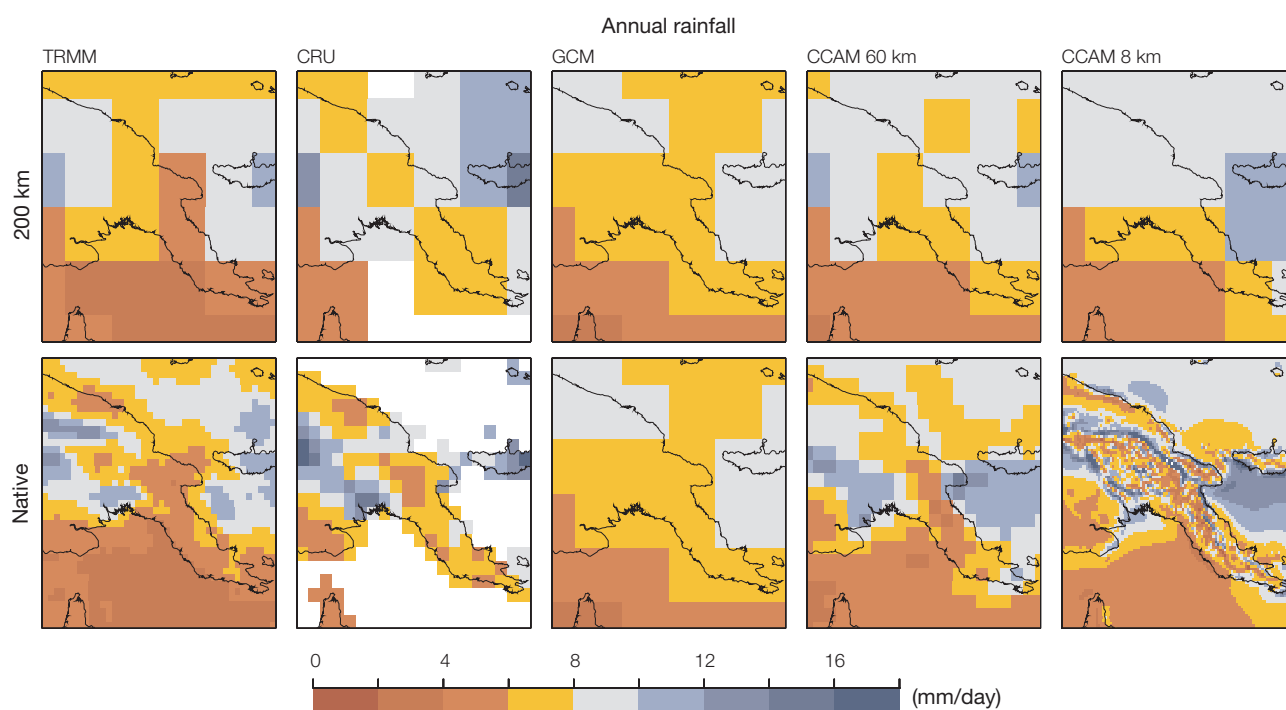 Annual rainfall
TRMM CRU GCM CCAM 60 km CCAM 8 km
200 km
Native
0 4 8 12 16
(mm/day)